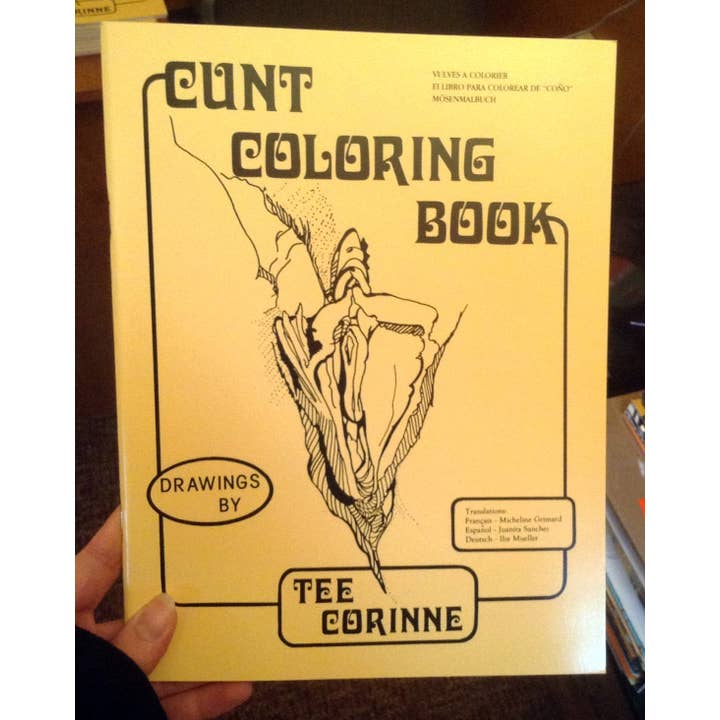 ORINNE
CUNT
COLORING
BOOK
VULVES A COLORIER
El LIBRO PARA COLOREAR DE "COÑO"
MÖSENMALBUCH
DRAWINGS
BY
Translations:
Français - Micheline Grimard
Español - Juanita Sanchez
Deutsch - Ilse Mueller
TEE
CORINNE